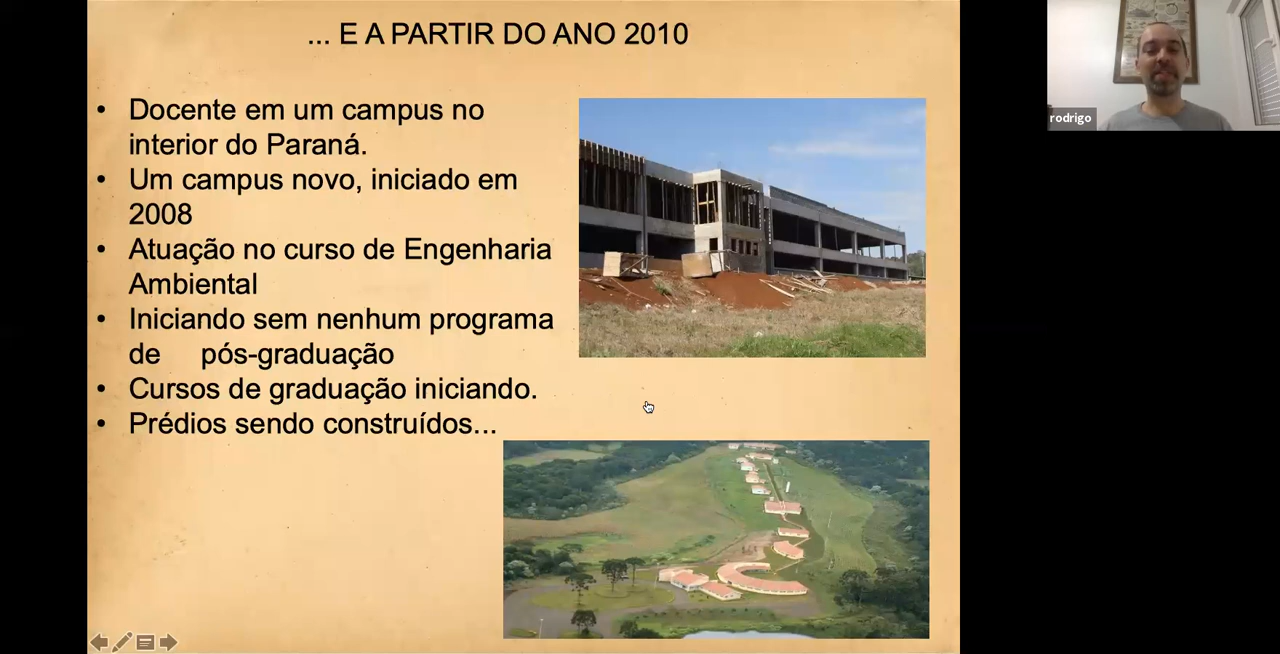 ... E A PARTIR DO ANO 2010
• Docente em um campus no
interior do Paraná.
• Um campus novo, iniciado em
2008
• Atuação no curso de Engenharia
Ambiental
• Iniciando sem nenhum programa
de pós-graduação
• Cursos de graduação iniciando.
• Prédios sendo construídos...
rodrigo